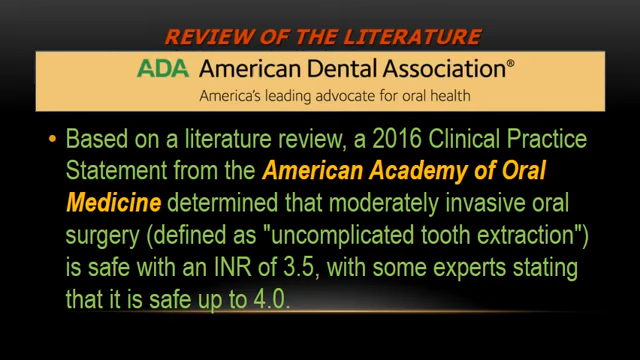 REVIEW OF THE LITERATURE
ADA American Dental Association®
America's leading advocate for oral health
• Based on a literature review, a 2016 Clinical Practice
Statement from the American Academy of Oral
Medicine determined that moderately invasive oral
surgery (defined as "uncomplicated tooth extraction")
is safe with an INR of 3.5, with some experts stating
that it is safe up to 4.0.